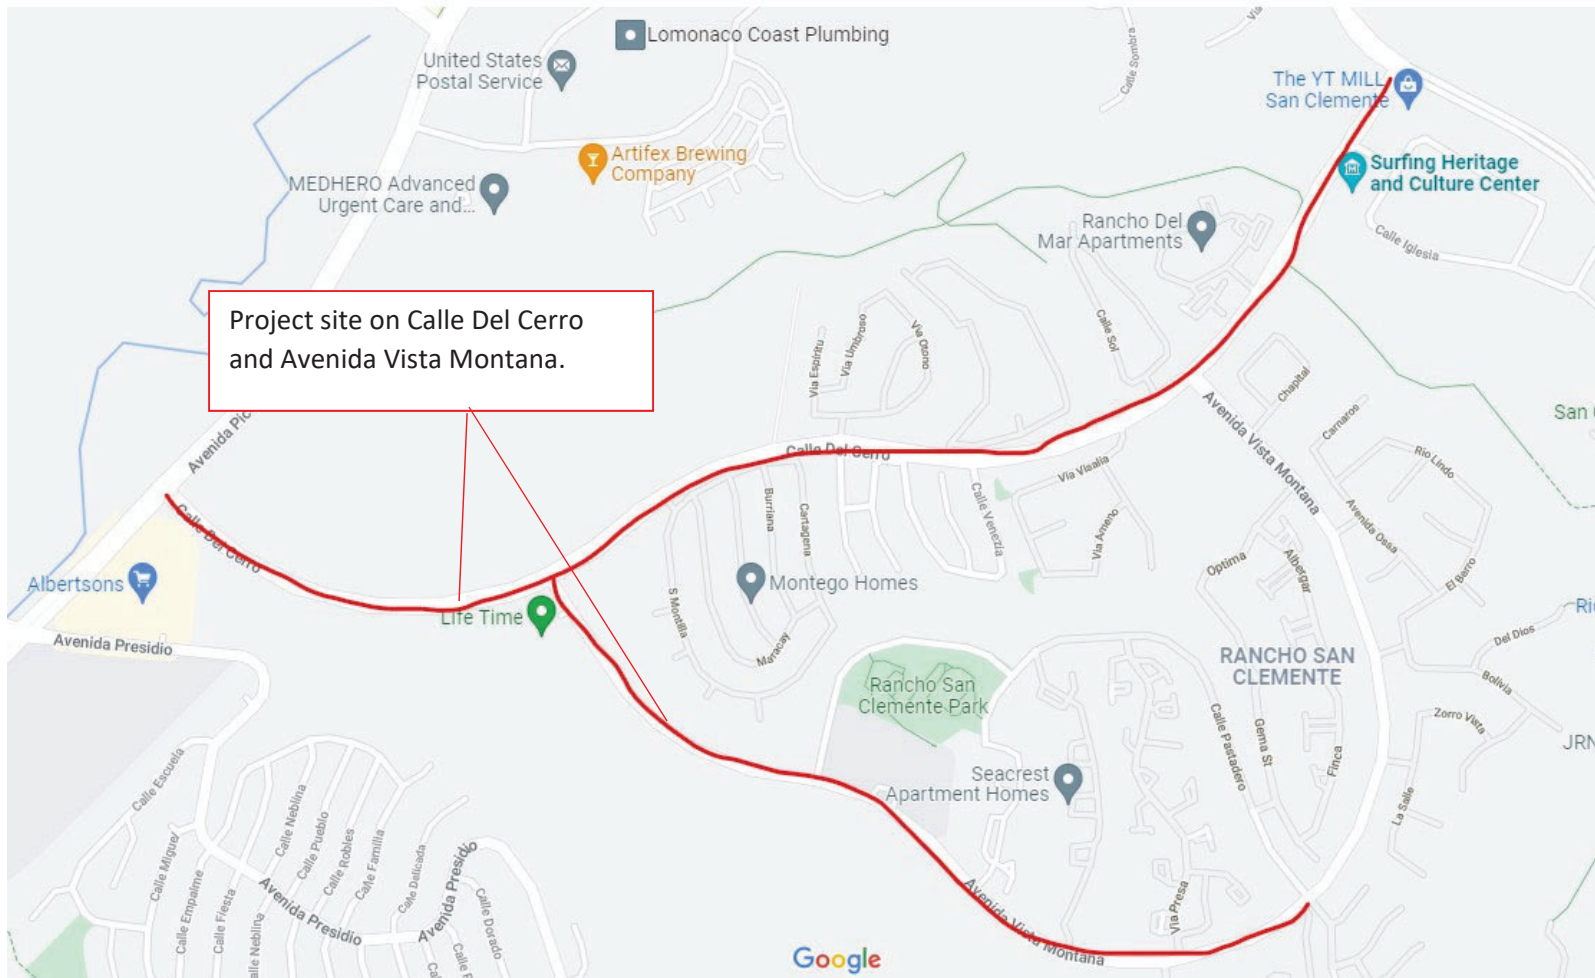 Lomonaco Coast Plumbing
United States
Postal Service
Calle Sombra
The YT MILL
San Clemente
Artifex Brewing
Company
MEDHERO Advanced
Urgent Care and...
Surfing Heritage
and Culture Center
Rancho Del
Mar Apartments
Calle Iglesia
Project site on Calle Del Cerro
and Avenida Vista Montana.
Calle Sol
Via Espiritu
Via Umbroso
Via Otono
Chapital
Carnaros
San
Avenida Pic
Avenida Vista Montana
Calle Del Cerro
Rio Lindo
Via Visalia
Calle Venezia
Burriana
Cartagena
Avenida Ossa
Via Ameno
Calle Del Cerro
Optima
Albergar
El Berro
Albertsons
Montego Homes
Life Time
S Montilla
Maracay
Avenida Presidio
Del Dios
RANCHO SAN
CLEMENTE
Bolivia
Rancho San
Clemente Park
Calle Pastadero
Gema St
Finca
Zorro Vista
JRN
Seacrest
Apartment Homes
La Salle
Calle Escuela
Calle Neblina
Calle Pueblo
Calle Robles
Calle Familia
Calle Delicada
Calle Miguel
Calle Empalme
Calle Fiesta
Avenida Presidio
Avenida Presidio
Calle Dorado
Calle Neblina
Via Presa
Avenida Vista Montana
Google